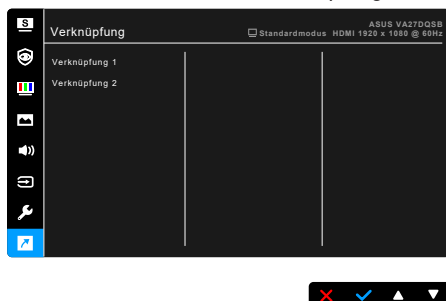 S
Verknüpfung
ASUS VA27DQSB
Standardmodus HDMI 1920 x 1080 @ 60Hz
Verknüpfung 1
Verknüpfung 2